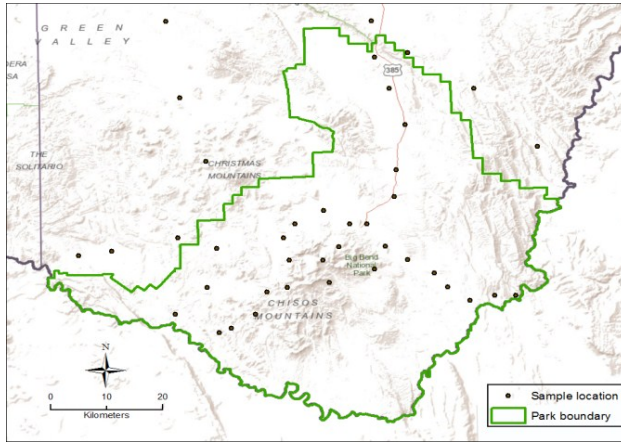 GREEN
VALLEY
DERA
SA
385
THE
SOLITARIO
CHRISTMAS
MOUNTAINS
Big Bend
National
Park
CHISOS
MOUNTAINS
N
0 10 20
Kilometers
Sample location
Park boundary